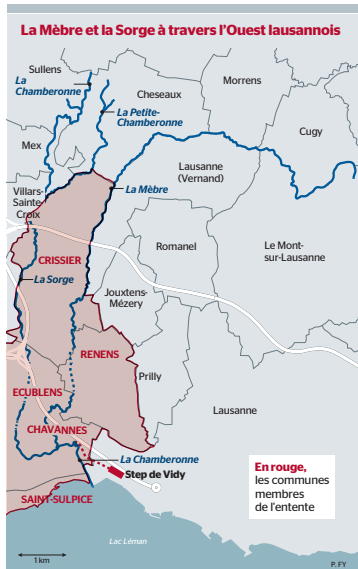 La Mèbre et la Sorge à travers l'Ouest lausannois
Sullens
La
Chamberonne
Cheseaux
Morrens
La Petite-
Chamberonne
Cugy
Mex
Lausanne
(Vernand)
La Mèbre
Villars-
Sainte-
Croix
CRISSIER
Romanel
Le Mont-
sur-Lausanne
La Sorge
Jouxtens-
Mézery
RENENS
Prilly
ECUBLENS
Lausanne
CHAVANNES
La Chamberonne
Step de Vidy
En rouge,
les communes
membres
de l'entente
SAINT-SULPICE
Lac Léman
1 km
P. FY